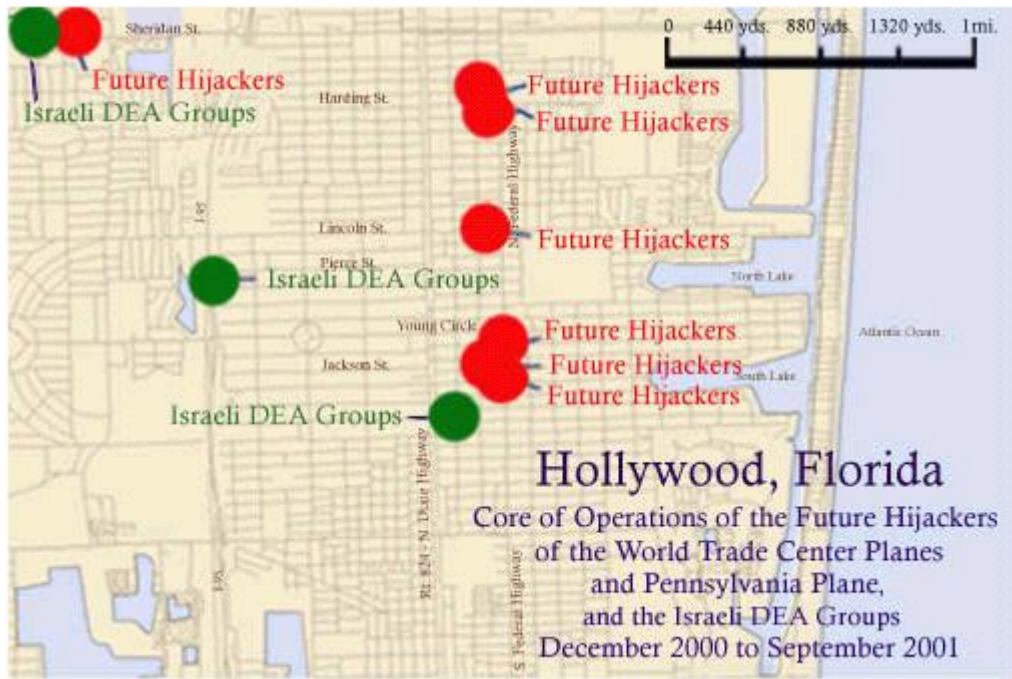 Sheridan St.
0 440 yds. 880 yds. 1320 yds. 1mi.
Future Hijackers
Israeli DEA Groups
Harding St.
Future Hijackers
Future Hijackers
N. Federal Highway
I-95
Lincoln St.
Future Hijackers
Pierce St.
Israeli DEA Groups
North Lake
Young Circle
Future Hijackers
Atlantic Ocean
Jackson St.
Future Hijackers
South Lake
Future Hijackers
Israeli DEA Groups
Rt. 824 - N. Dixie Highway
Hollywood, Florida
Core of Operations of the Future Hijackers
of the World Trade Center Planes
and Pennsylvania Plane,
and the Israeli DEA Groups
December 2000 to September 2001
I-95
S. Federal Highway